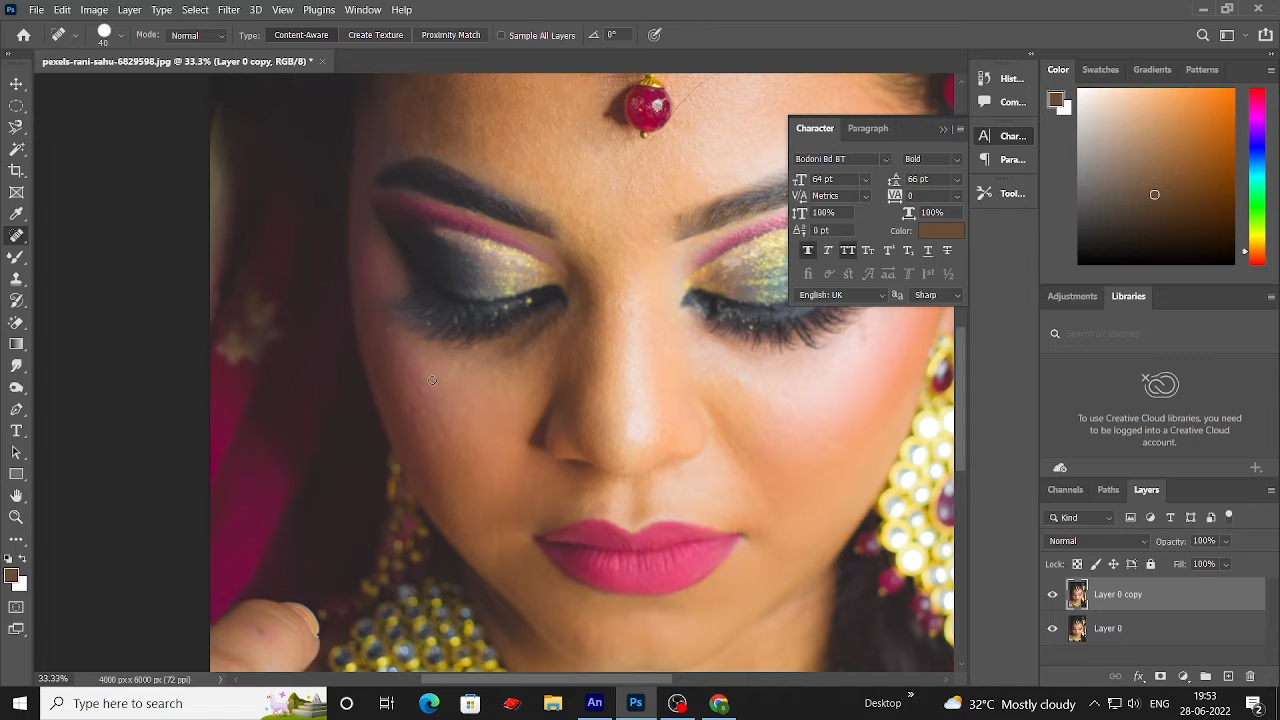 Ps File Edit Image Layer Type Select Filter 3D View Plugins Window Help
40 Mode: Normal Type: Content-Aware Create Texture Proximity Match Sample All Layers 0°
pexels-rani-sahu-6829598.jpg @ 33.3% (Layer 0 copy, RGB/8) *
Hist...
Com...
Char...
Para...
Tool...
Character Paragraph
Bodoni Bd BT Bold
64 pt 66 pt
Metrics 0
100% 100%
0 pt Color:
English: UK Sharp
Color Swatches Gradients Patterns
Adjustments Libraries
To use Creative Cloud libraries, you need
to be logged into a Creative Cloud
account.
Channels Paths Layers
Kind
Normal Opacity: 100%
Lock: Fill: 100%
Layer 0 copy
Layer 0
33.33% 4000 px x 6000 px (72 ppi)
Type here to search An Ps Desktop 32°C Mostly cloudy ENG 19:53
28-06-2022 2